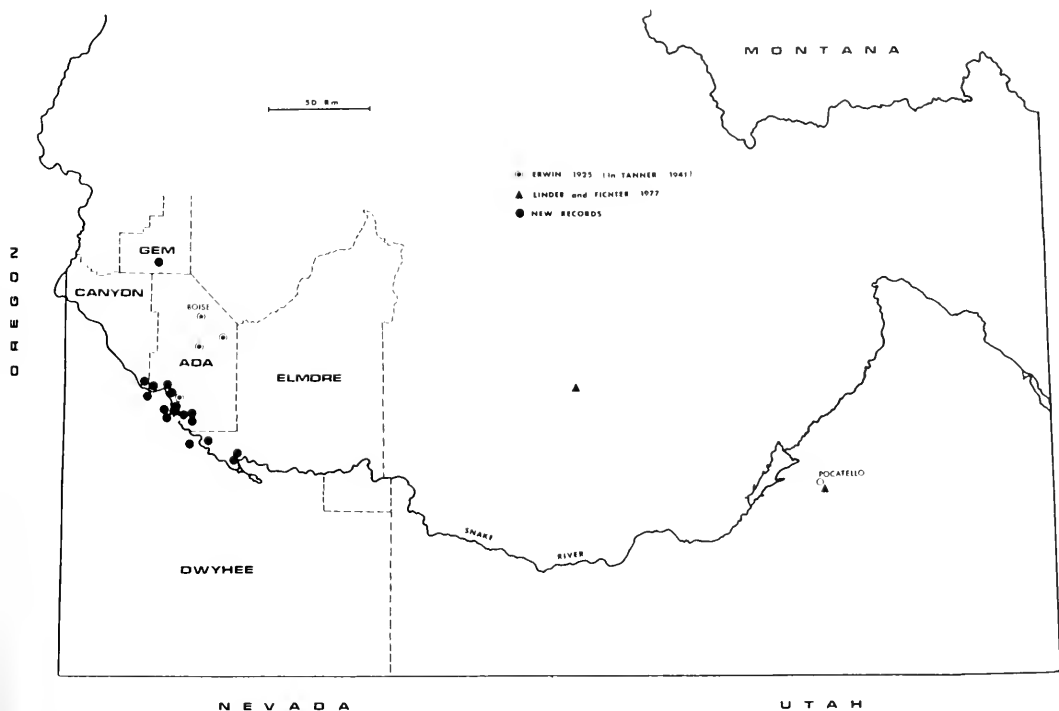 MONTANA
50 Km
ERWIN 1925 (In TANNER 1941)
LINDER and FICHTER 1977
NEW RECORDS
OREGON
GEM
CANYON
BOISE
ADA
ELMORE
POCATELLO
SNAKE RIVER
OWYHEE
NEVADA
UTAH